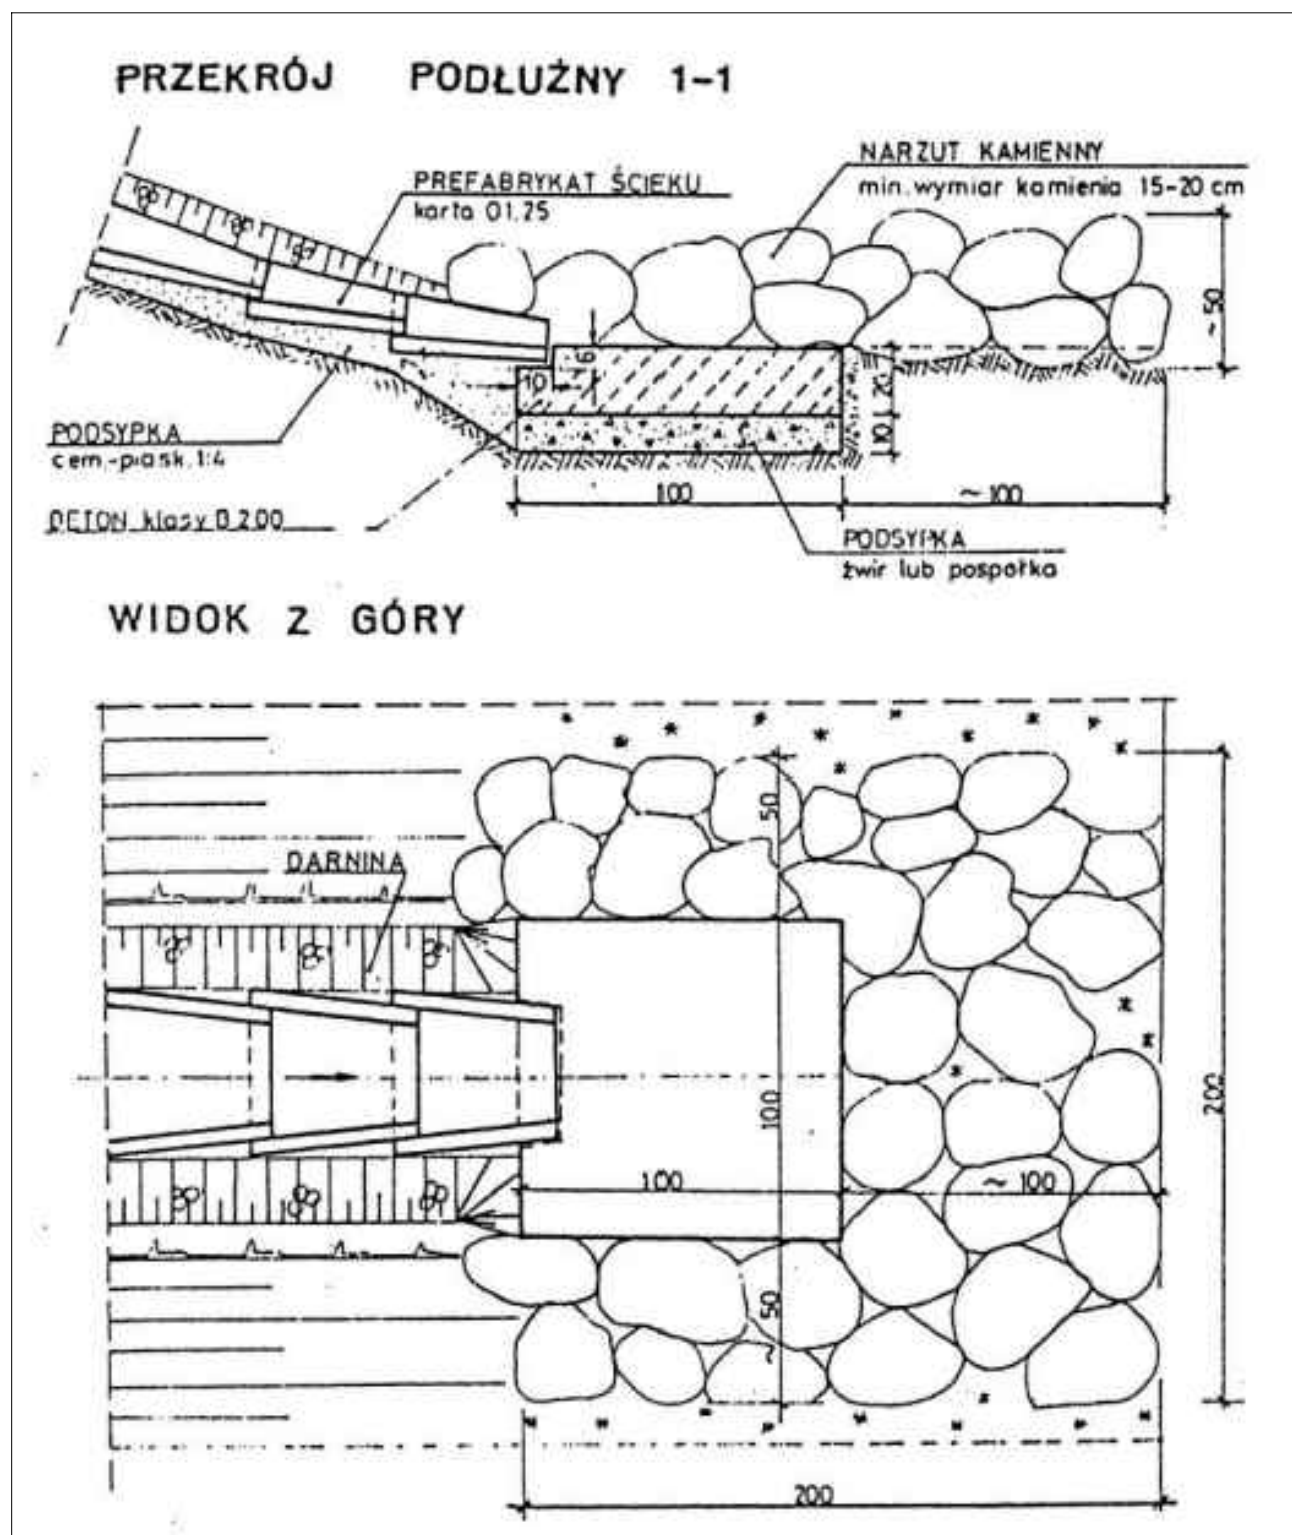 PRZEKRÓJ PODŁUŻNY 1-1
NARZUT KAMIENNY
min. wymiar kamienia 15-20 cm
PREFABRYKAT ŚCIEKU
karta 01.25
~50
6
10
20
10
PODSYPKA
cem.-piask. 1:4
100
~100
BETON klasy B 200
PODSYPKA
żwir lub pospółka
WIDOK Z GÓRY
50
DARNINA
100
200
100
~100
~50
200